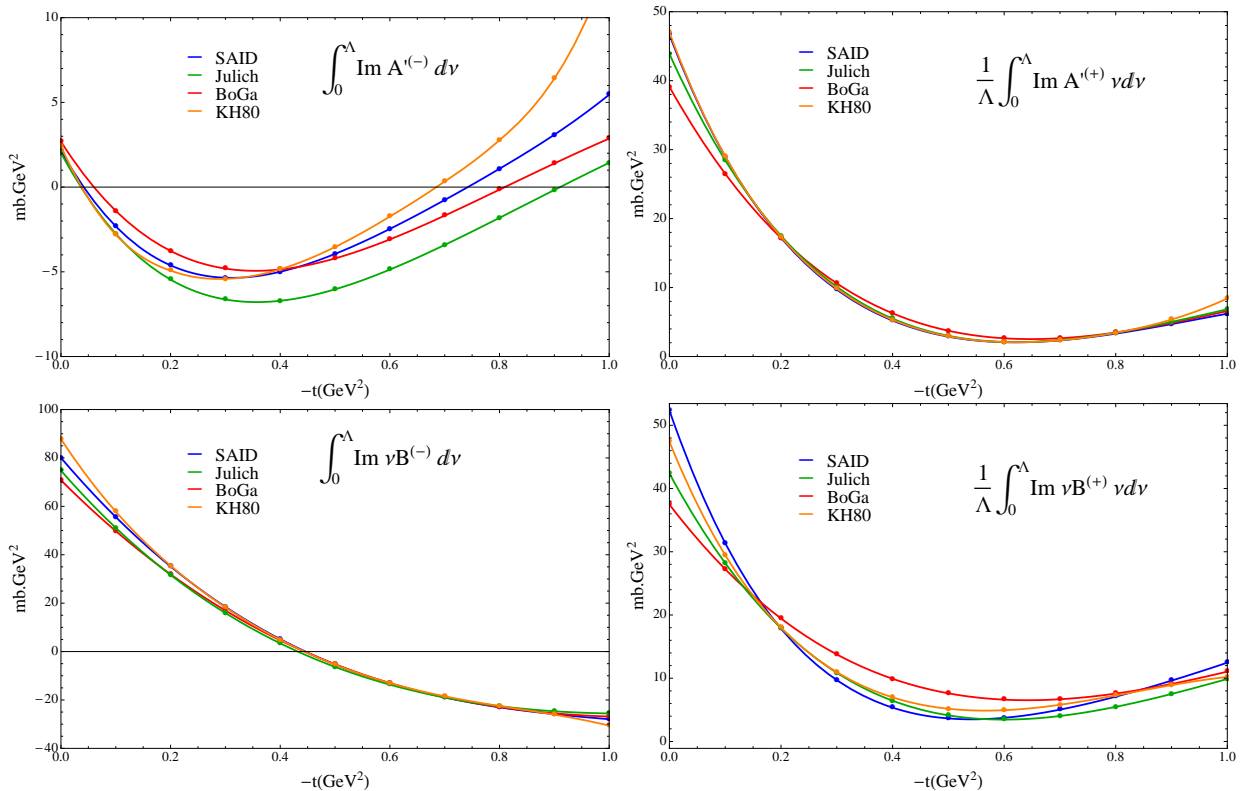 10
5
0
−5
−10
mb.GeV²
SAID
Julich
BoGa
KH80
∫₀^Λ Im A'⁽⁻⁾ dν
0.0 0.2 0.4 0.6 0.8 1.0
−t(GeV²)
50
40
30
20
10
0
mb.GeV²
SAID
Julich
BoGa
KH80
1/Λ ∫₀^Λ Im A'⁽⁺⁾ νdν
0.0 0.2 0.4 0.6 0.8 1.0
−t(GeV²)
100
80
60
40
20
0
−20
−40
mb.GeV²
SAID
Julich
BoGa
KH80
∫₀^Λ Im νB⁽⁻⁾ dν
0.0 0.2 0.4 0.6 0.8 1.0
−t(GeV²)
50
40
30
20
10
0
mb.GeV²
SAID
Julich
BoGa
KH80
1/Λ ∫₀^Λ Im νB⁽⁺⁾ νdν
0.0 0.2 0.4 0.6 0.8 1.0
−t(GeV²)